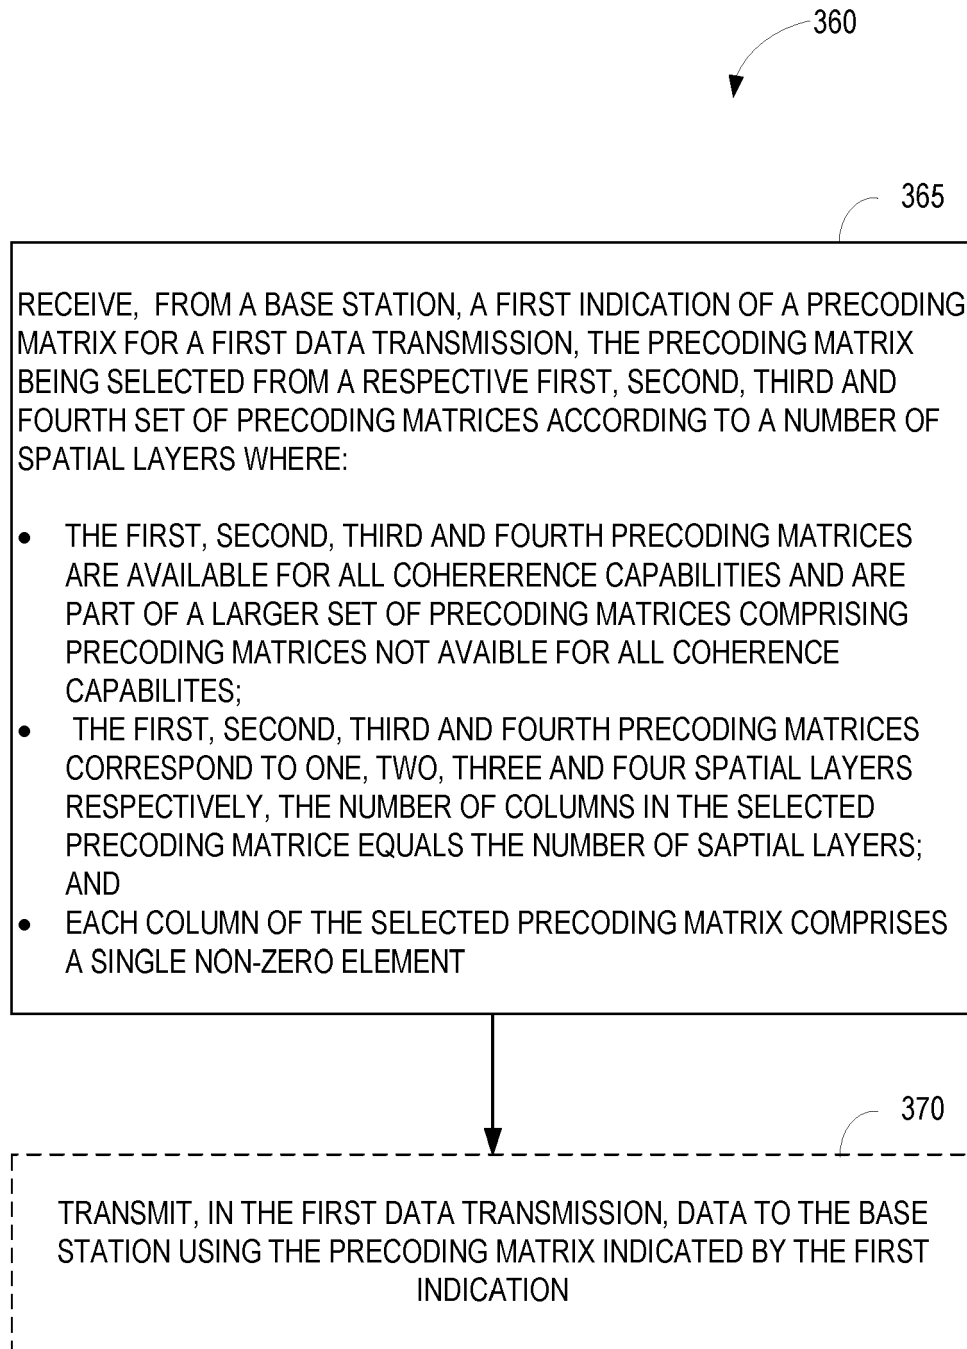 360
365
RECEIVE, FROM A BASE STATION, A FIRST INDICATION OF A PRECODING
MATRIX FOR A FIRST DATA TRANSMISSION, THE PRECODING MATRIX
BEING SELECTED FROM A RESPECTIVE FIRST, SECOND, THIRD AND
FOURTH SET OF PRECODING MATRICES ACCORDING TO A NUMBER OF
SPATIAL LAYERS WHERE:
• THE FIRST, SECOND, THIRD AND FOURTH PRECODING MATRICES
ARE AVAILABLE FOR ALL COHERERENCE CAPABILITIES AND ARE
PART OF A LARGER SET OF PRECODING MATRICES COMPRISING
PRECODING MATRICES NOT AVAIBLE FOR ALL COHERENCE
CAPABILITES;
• THE FIRST, SECOND, THIRD AND FOURTH PRECODING MATRICES
CORRESPOND TO ONE, TWO, THREE AND FOUR SPATIAL LAYERS
RESPECTIVELY, THE NUMBER OF COLUMNS IN THE SELECTED
PRECODING MATRICE EQUALS THE NUMBER OF SAPTIAL LAYERS;
AND
• EACH COLUMN OF THE SELECTED PRECODING MATRIX COMPRISES
A SINGLE NON-ZERO ELEMENT
370
TRANSMIT, IN THE FIRST DATA TRANSMISSION, DATA TO THE BASE
STATION USING THE PRECODING MATRIX INDICATED BY THE FIRST
INDICATION